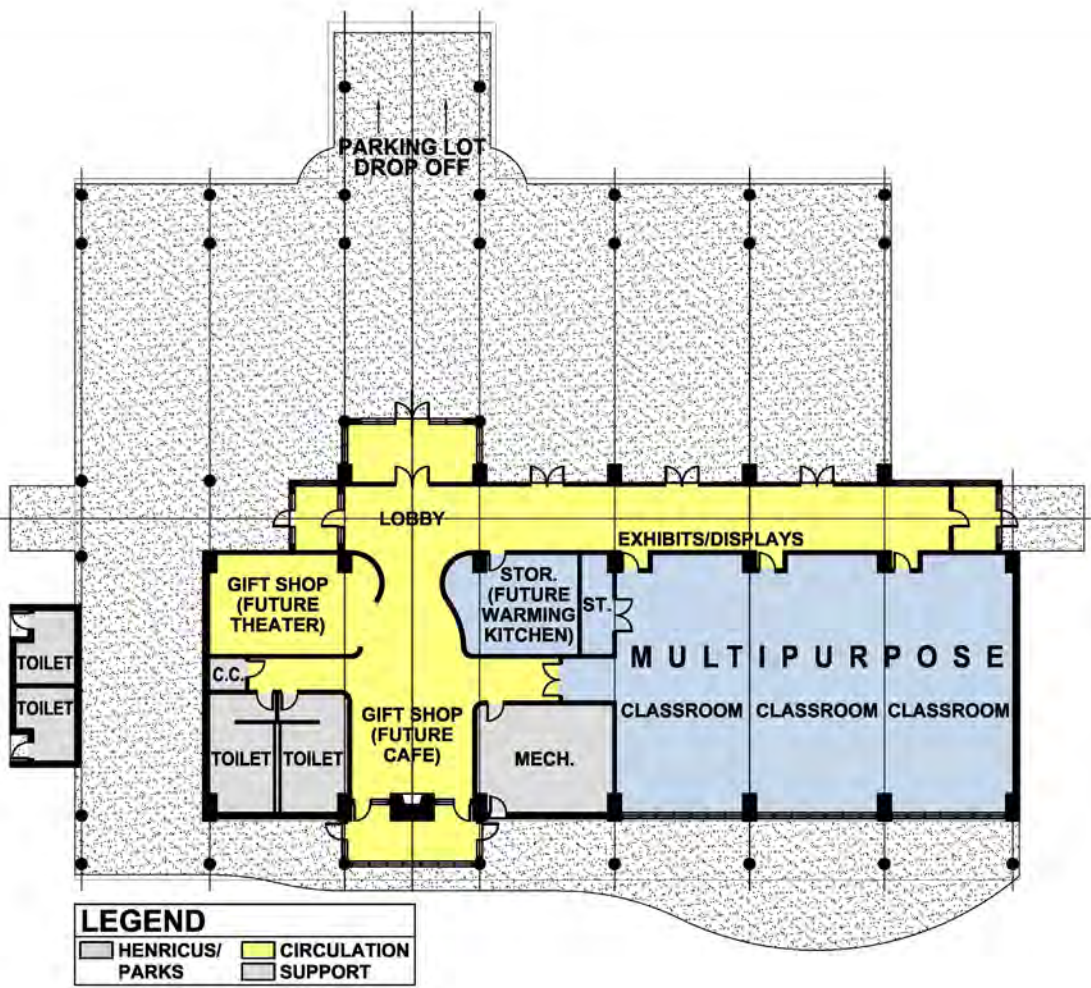 PARKING LOT
DROP OFF
LOBBY
EXHIBITS/DISPLAYS
GIFT SHOP
(FUTURE
THEATER)
STOR.
(FUTURE
WARMING
KITCHEN)
ST.
TOILET
TOILET
C.C.
MULTIPURPOSE
GIFT SHOP
(FUTURE
CAFE)
CLASSROOM
CLASSROOM
CLASSROOM
TOILET
TOILET
MECH.
LEGEND
HENRICUS/
PARKS
CIRCULATION
SUPPORT